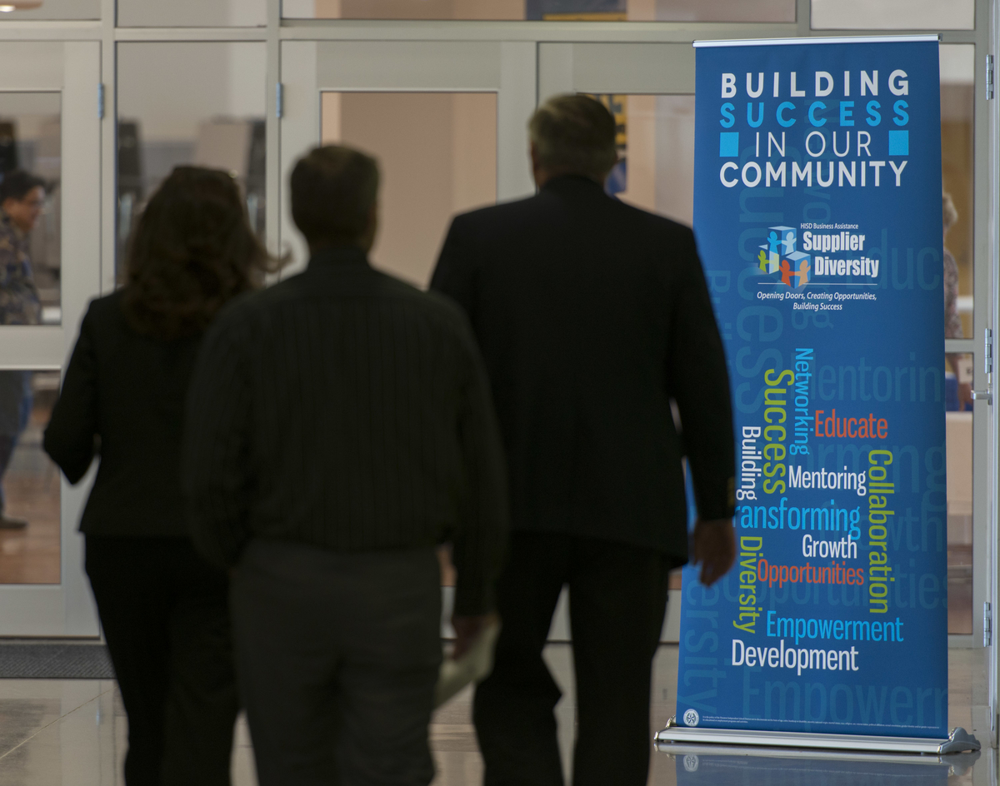 BUILDING
SUCCESS
IN OUR
COMMUNITY
HISD Business Assistance
Supplier
Diversity
Opening Doors, Creating Opportunities,
Building Success
Networking
Success
Educate
Building
Mentoring
Collaboration
ansforming
Growth
Diversity
Opportunities
Empowerment
Development